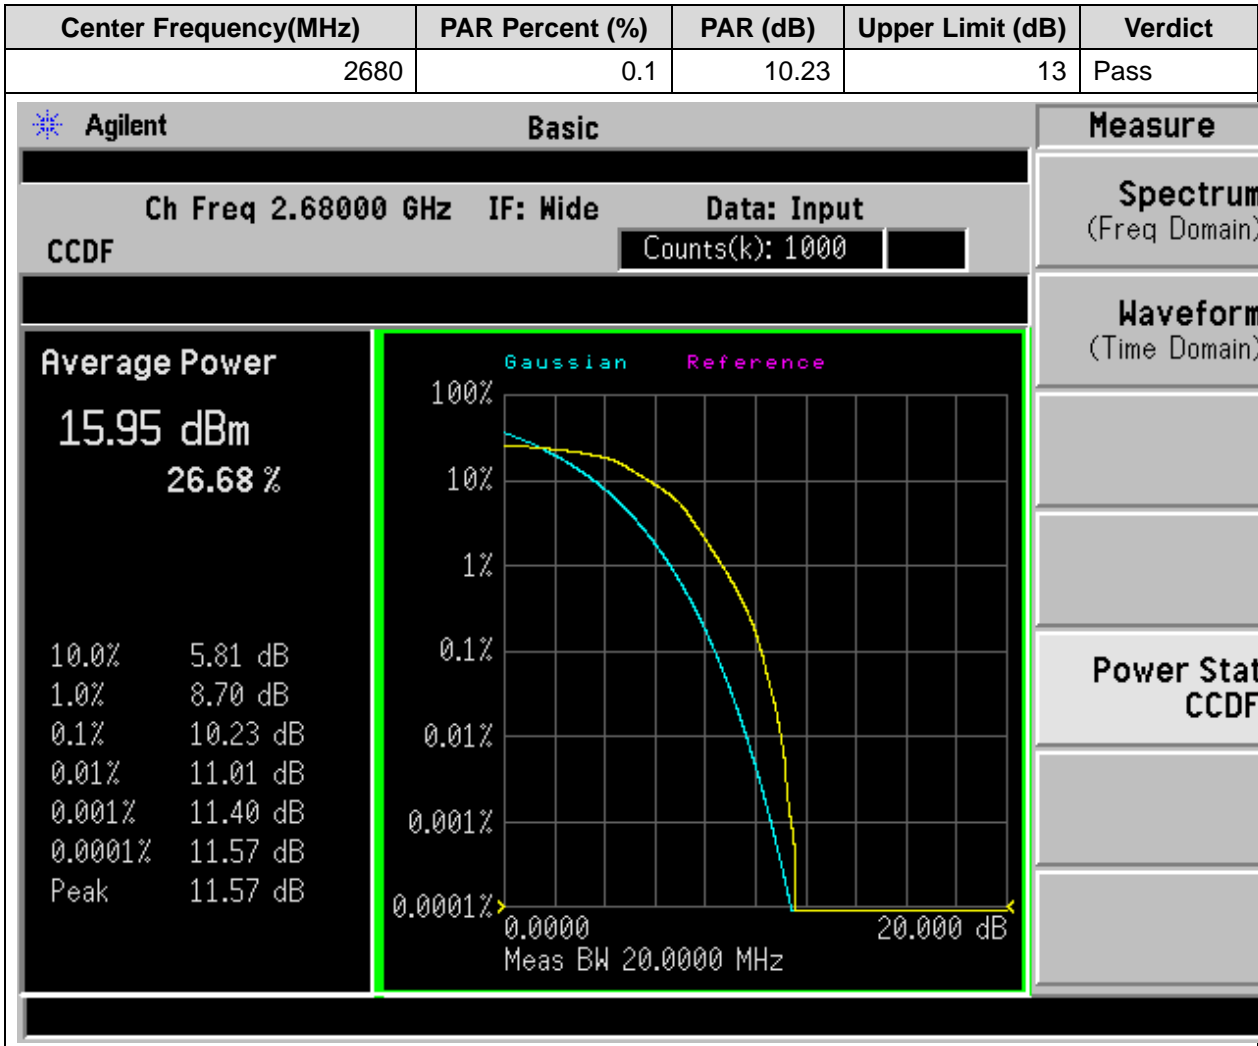 Center Frequency(MHz) PAR Percent (%) PAR (dB) Upper Limit (dB) Verdict
2680 0.1 10.23 13 Pass
Agilent Basic Measure
Ch Freq 2.68000 GHz IF: Wide Data: Input
CCDF Counts(k): 1000
Spectrum
(Freq Domain)
Waveform
(Time Domain)
Power Stat
CCDF
Average Power
15.95 dBm
26.68 %
10.0% 5.81 dB
1.0% 8.70 dB
0.1% 10.23 dB
0.01% 11.01 dB
0.001% 11.40 dB
0.0001% 11.57 dB
Peak 11.57 dB
Gaussian Reference
100%
10%
1%
0.1%
0.01%
0.001%
0.0001%
0.0000 20.000 dB
Meas BW 20.0000 MHz